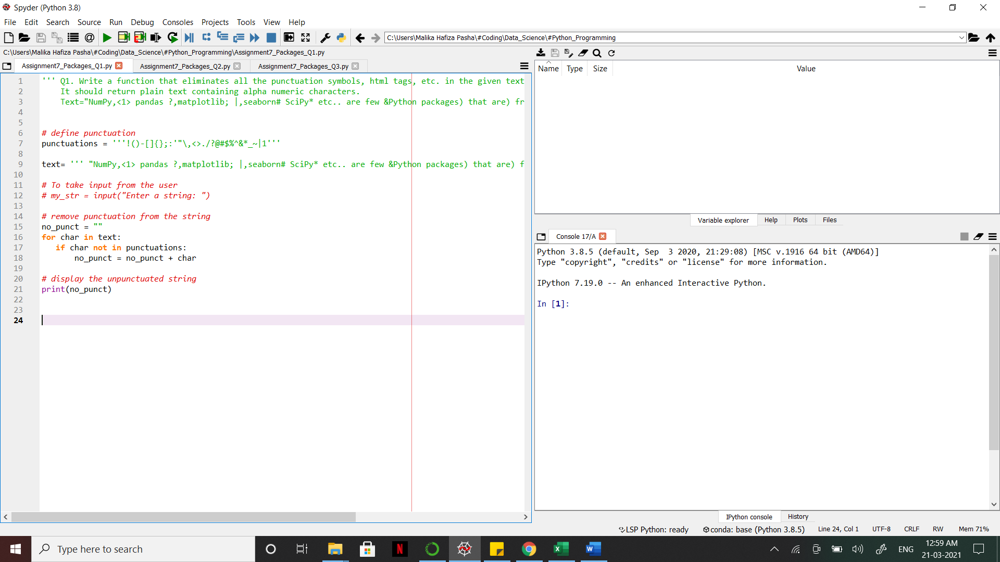 Spyder (Python 3.8)
File Edit Search Source Run Debug Consoles Projects Tools View Help
C:\Users\Malika Hafiza Pasha\#Coding\Data_Science\#Python_Programming
C:\Users\Malika Hafiza Pasha\#Coding\Data_Science\#Python_Programming\Assignment7_Packages_Q1.py
Assignment7_Packages_Q1.py Assignment7_Packages_Q2.py Assignment7_Packages_Q3.py
1 ''' Q1. Write a function that eliminates all the punctuation symbols, html tags, etc. in the given text
2 It should return plain text containing alpha numeric characters.
3 Text="NumPy,<1> pandas ?,matplotlib; |,seaborn# SciPy* etc.. are few &Python packages) that are) fr
4
5
6 # define punctuation
7 punctuations = '''!()-[]{};:'"\,<>./?@#$%^&*_~|1'''
8
9 text= ''' "NumPy,<1> pandas ?,matplotlib; |,seaborn# SciPy* etc.. are few &Python packages) that are) f
10
11 # To take input from the user
12 # my_str = input("Enter a string: ")
13
14 # remove punctuation from the string
15 no_punct = ""
16 for char in text:
17 if char not in punctuations:
18 no_punct = no_punct + char
19
20 # display the unpunctuated string
21 print(no_punct)
22
23
24
Name Type Size Value
Variable explorer Help Plots Files
Console 17/A
Python 3.8.5 (default, Sep  3 2020, 21:29:08) [MSC v.1916 64 bit (AMD64)]
Type "copyright", "credits" or "license" for more information.
IPython 7.19.0 -- An enhanced Interactive Python.
In [1]:
IPython console History
LSP Python: ready conda: base (Python 3.8.5) Line 24, Col 1 UTF-8 CRLF RW Mem 71%
Type here to search
ENG
12:59 AM
21-03-2021